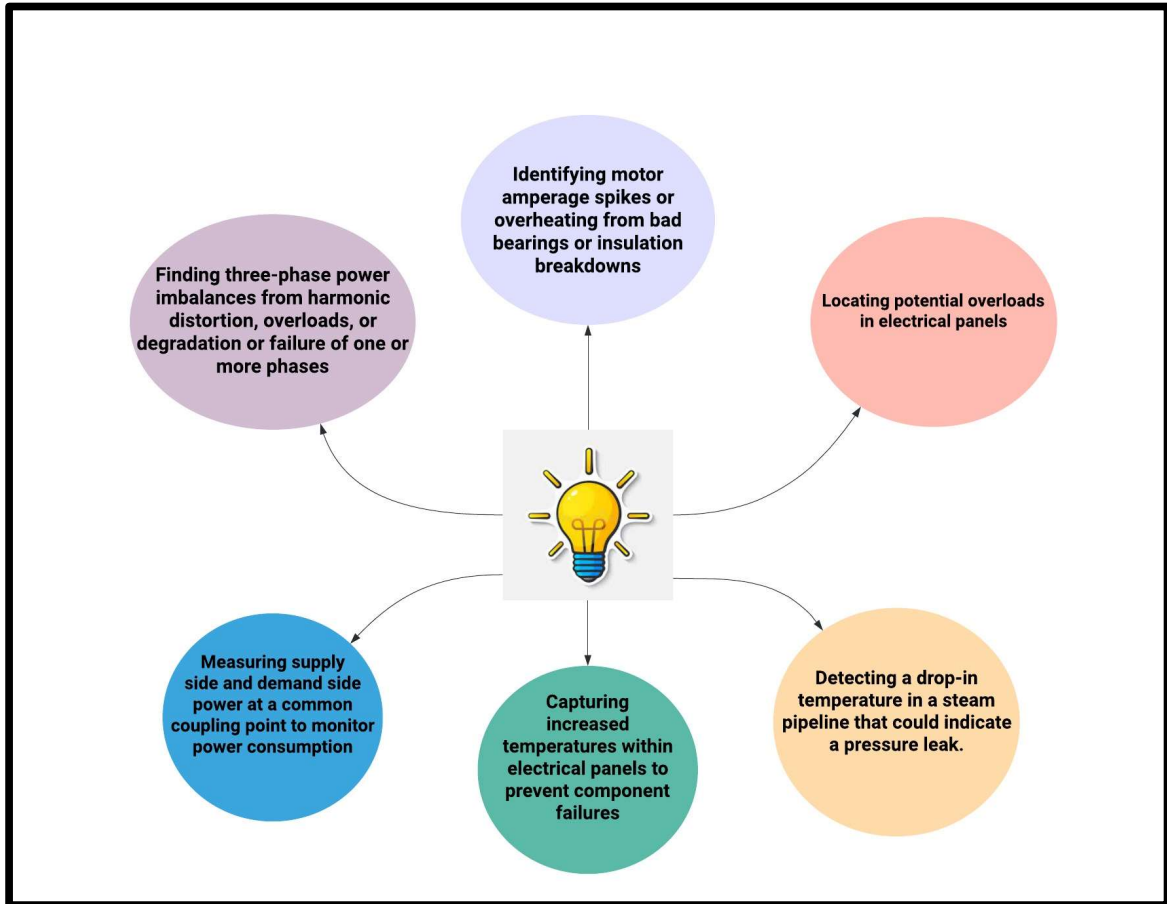 Identifying motor
amperage spikes or
overheating from bad
bearings or insulation
breakdowns
Finding three-phase power
imbalances from harmonic
distortion, overloads, or
degradation or failure of one or
more phases
Locating potential overloads
in electrical panels
Measuring supply
side and demand side
power at a common
coupling point to monitor
power consumption
Capturing
increased
temperatures within
electrical panels to
prevent component
failures
Detecting a drop-in
temperature in a steam
pipeline that could indicate
a pressure leak.